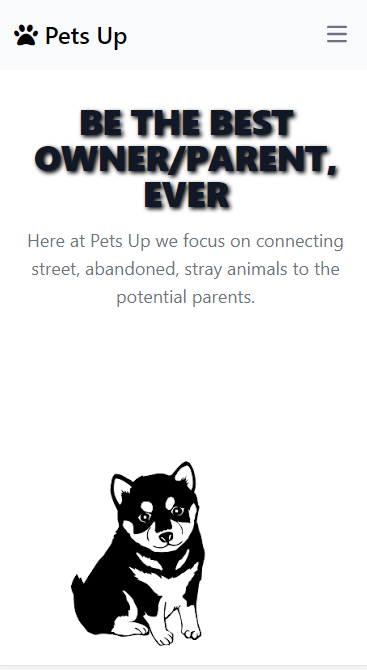 Pets Up
BE THE BEST
OWNER/PARENT,
EVER
Here at Pets Up we focus on connecting
street, abandoned, stray animals to the
potential parents.